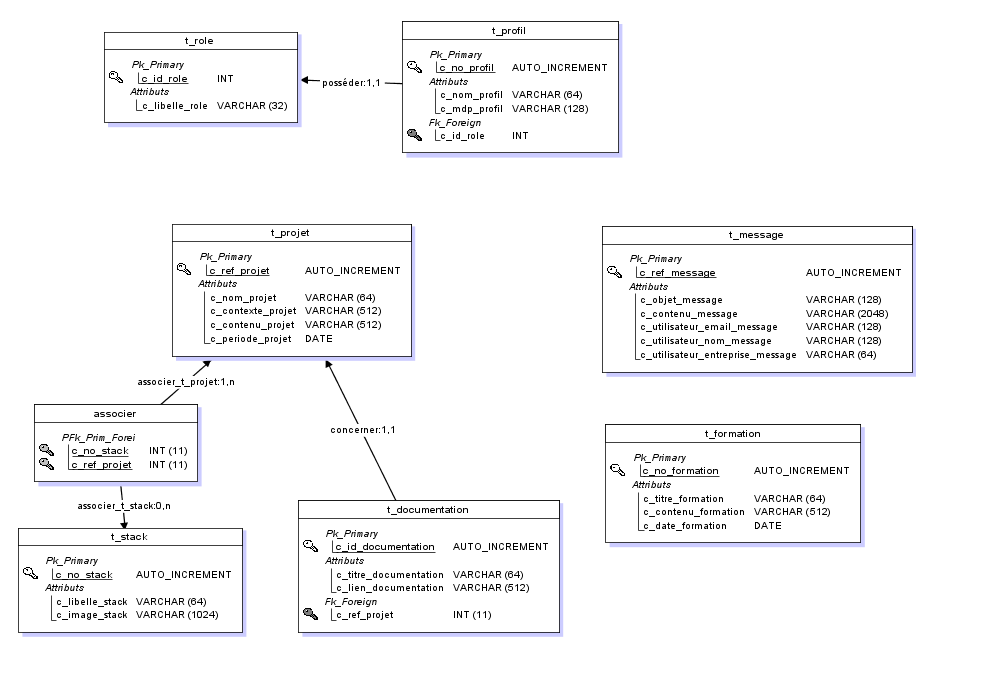 t_role
Pk_Primary
c_id_role INT
Attributs
c_libelle_role VARCHAR (32)
posséder:1,1
t_profil
Pk_Primary
c_no_profil AUTO_INCREMENT
Attributs
c_nom_profil VARCHAR (64)
c_mdp_profil VARCHAR (128)
Fk_Foreign
c_id_role INT
t_projet
Pk_Primary
c_ref_projet AUTO_INCREMENT
Attributs
c_nom_projet VARCHAR (64)
c_contexte_projet VARCHAR (512)
c_contenu_projet VARCHAR (512)
c_periode_projet DATE
t_message
Pk_Primary
c_ref_message AUTO_INCREMENT
Attributs
c_objet_message VARCHAR (128)
c_contenu_message VARCHAR (2048)
c_utilisateur_email_message VARCHAR (128)
c_utilisateur_nom_message VARCHAR (128)
c_utilisateur_entreprise_message VARCHAR (64)
associer_t_projet:1,n
associer
PFk_Prim_Forei
c_no_stack INT (11)
c_ref_projet INT (11)
concerner:1,1
t_formation
Pk_Primary
c_no_formation AUTO_INCREMENT
Attributs
c_titre_formation VARCHAR (64)
c_contenu_formation VARCHAR (512)
c_date_formation DATE
associer_t_stack:0,n
t_stack
Pk_Primary
c_no_stack AUTO_INCREMENT
Attributs
c_libelle_stack VARCHAR (64)
c_image_stack VARCHAR (1024)
t_documentation
Pk_Primary
c_id_documentation AUTO_INCREMENT
Attributs
c_titre_documentation VARCHAR (64)
c_lien_documentation VARCHAR (512)
Fk_Foreign
c_ref_projet INT (11)